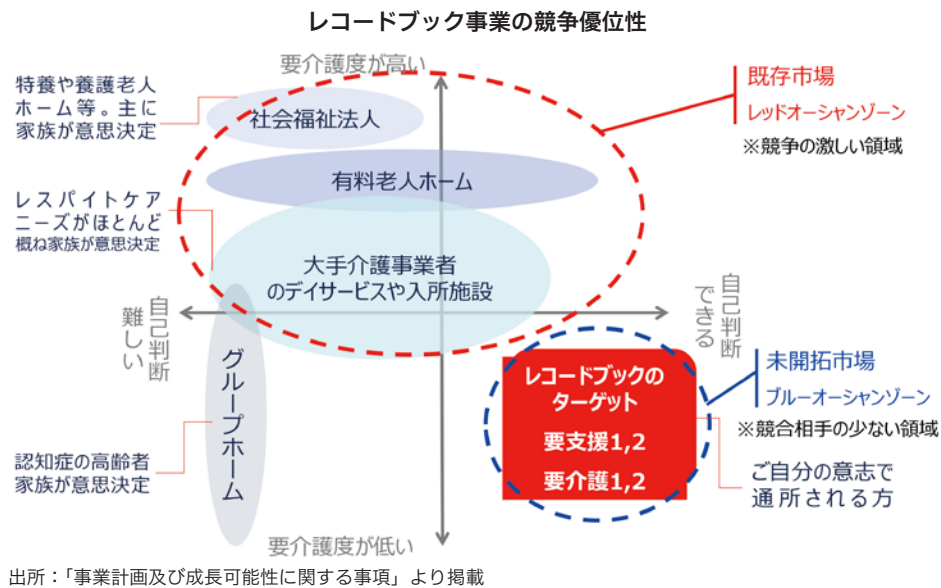 レコードブック事業の競争優位性
要介護度が高い
特養や養護老人
ホーム等。主に
家族が意思決定
社会福祉法人
既存市場
レッドオーシャンゾーン
※競争の激しい領域
有料老人ホーム
レスパイトケア
ニーズがほとんど
概ね家族が意思決定
大手介護事業者
のデイサービスや入所施設
自己判断
難しい
自己判断
できる
グループホーム
レコードブックの
ターゲット
要支援1,2
要介護1,2
未開拓市場
ブルーオーシャンゾーン
※競合相手の少ない領域
認知症の高齢者
家族が意思決定
ご自分の意志で
通所される方
要介護度が低い
出所：「事業計画及び成長可能性に関する事項」より掲載